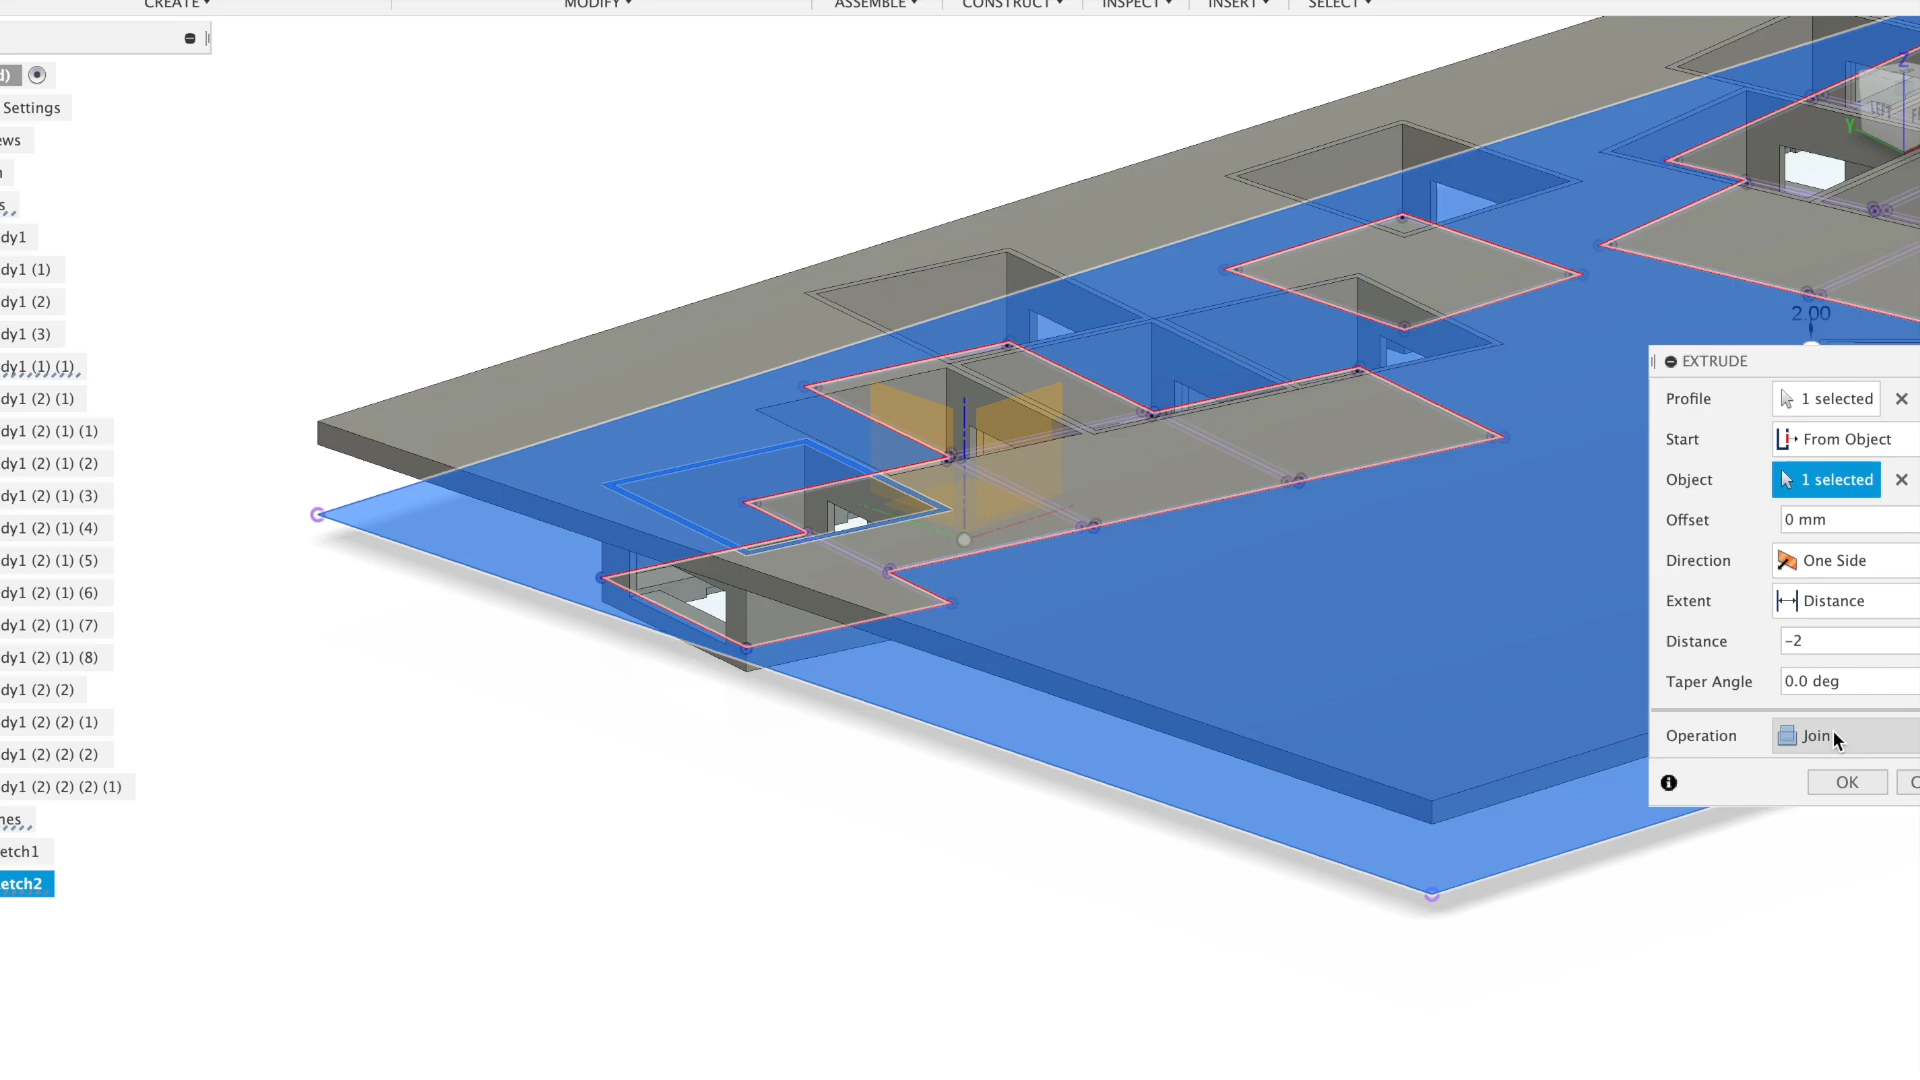 CREATE
MODIFY
ASSEMBLE
CONSTRUCT
INSPECT
INSERT
SELECT
d)
Settings
ews
n
s
dy1
dy1 (1)
dy1 (2)
dy1 (3)
dy1 (1) (1)
dy1 (2) (1)
dy1 (2) (1) (1)
dy1 (2) (1) (2)
dy1 (2) (1) (3)
dy1 (2) (1) (4)
dy1 (2) (1) (5)
dy1 (2) (1) (6)
dy1 (2) (1) (7)
dy1 (2) (1) (8)
dy1 (2) (2)
dy1 (2) (2) (1)
dy1 (2) (2) (2)
dy1 (2) (2) (2) (1)
hes
etch1
etch2
Z
LEFT
F
Y
2.00
EXTRUDE
Profile 1 selected
Start From Object
Object 1 selected
Offset 0 mm
Direction One Side
Extent Distance
Distance -2
Taper Angle 0.0 deg
Operation Join
OK C